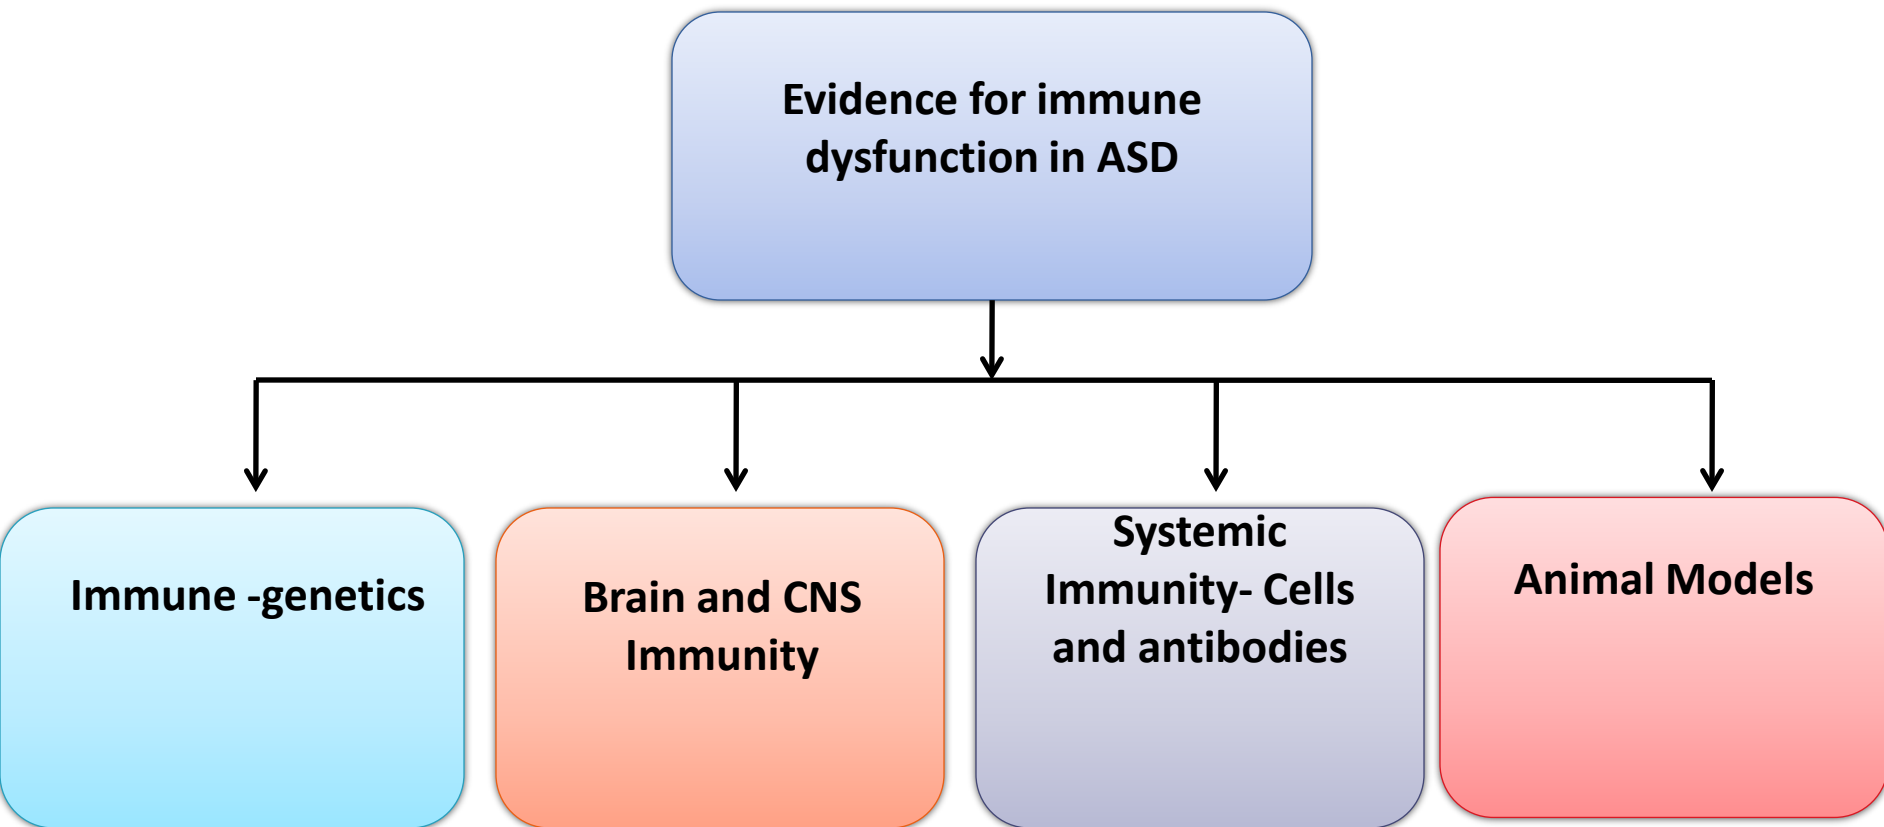 Evidence for immune
dysfunction in ASD
Immune -genetics
Brain and CNS
Immunity
Systemic
Immunity- Cells
and antibodies
Animal Models